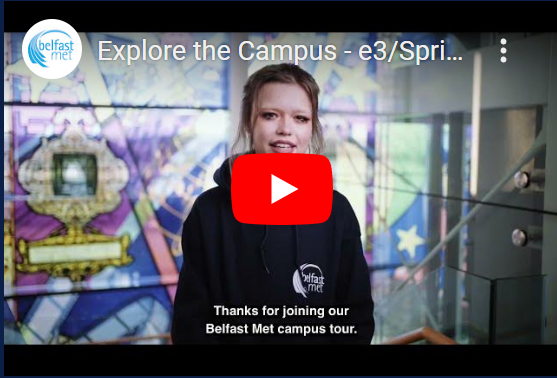 belfast
met
Explore the Campus - e3/Spri...
belfast
met
Thanks for joining our
Belfast Met campus tour.